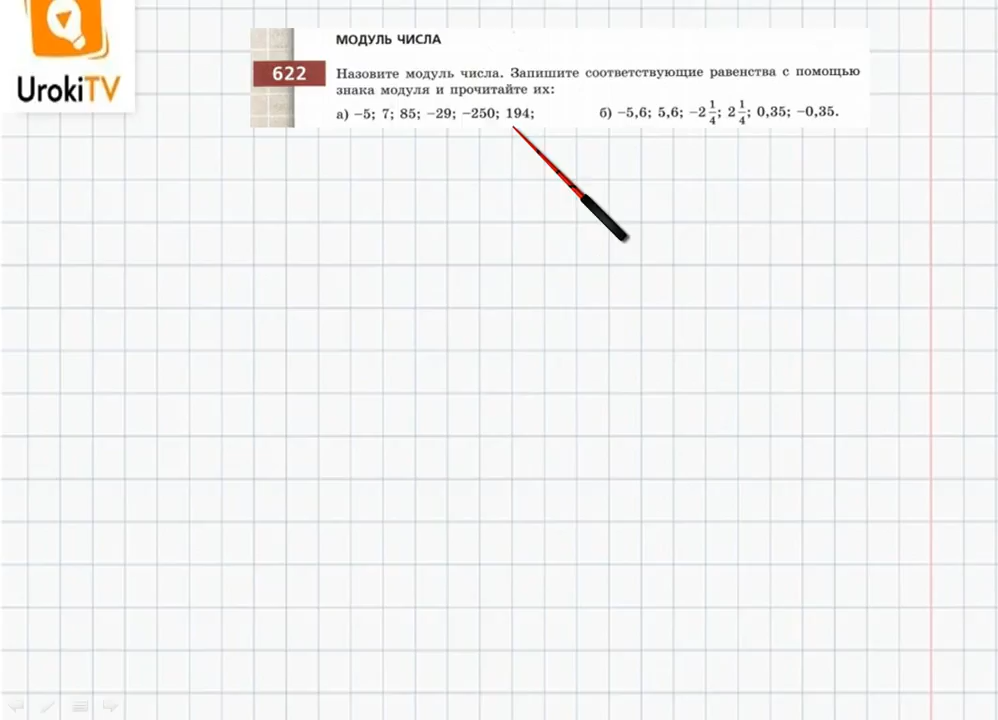 UrokiTV
МОДУЛЬ ЧИСЛА
622
Назовите модуль числа. Запишите соответствующие равенства с помощью
знака модуля и прочитайте их:
а) −5; 7; 85; −29; −250; 194; б) −5,6; 5,6; −2 1/4; 2 1/4; 0,35; −0,35.